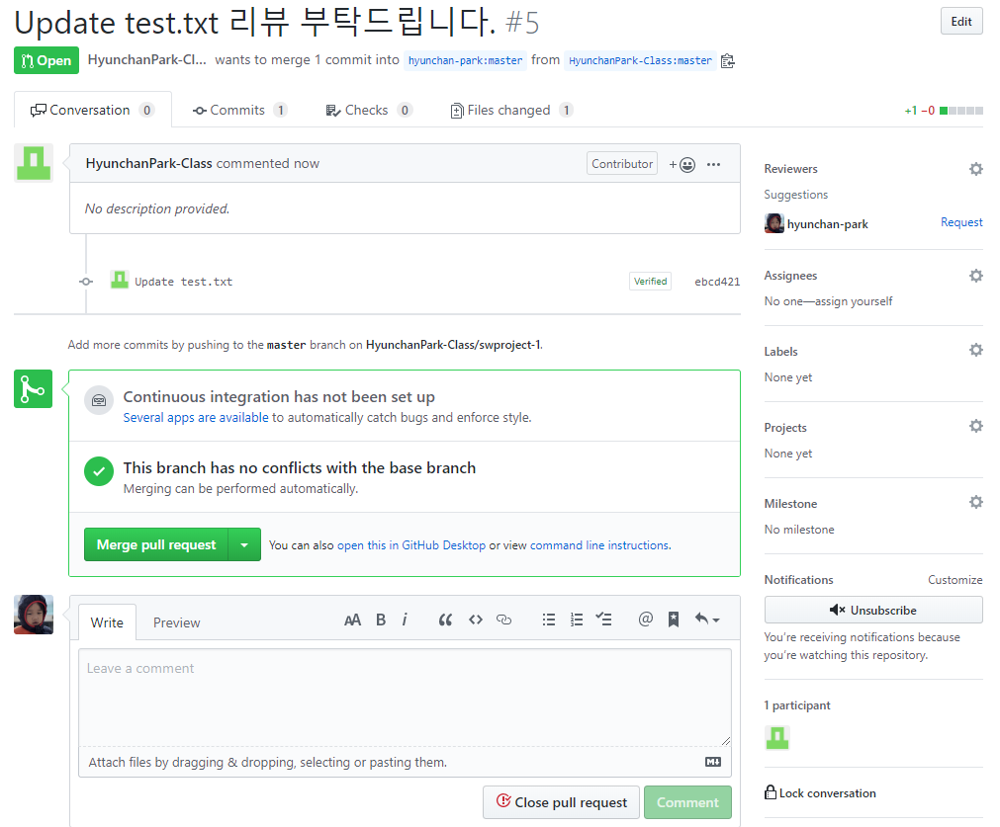 Update test.txt 리뷰 부탁드립니다. #5
Edit
Open
HyunchanPark-Cl... wants to merge 1 commit into hyunchan-park:master from HyunchanPark-Class:master
Conversation 0
Commits 1
Checks 0
Files changed 1
+1 −0
HyunchanPark-Class commented now
Contributor
No description provided.
Update test.txt
Verified
ebcd421
Add more commits by pushing to the master branch on HyunchanPark-Class/swproject-1.
Continuous integration has not been set up
Several apps are available to automatically catch bugs and enforce style.
This branch has no conflicts with the base branch
Merging can be performed automatically.
Merge pull request
You can also open this in GitHub Desktop or view command line instructions.
Write
Preview
AA B i
Leave a comment
Attach files by dragging & dropping, selecting or pasting them.
Close pull request
Comment
Reviewers
Suggestions
hyunchan-park
Request
Assignees
No one—assign yourself
Labels
None yet
Projects
None yet
Milestone
No milestone
Notifications
Customize
Unsubscribe
You're receiving notifications because
you're watching this repository.
1 participant
Lock conversation